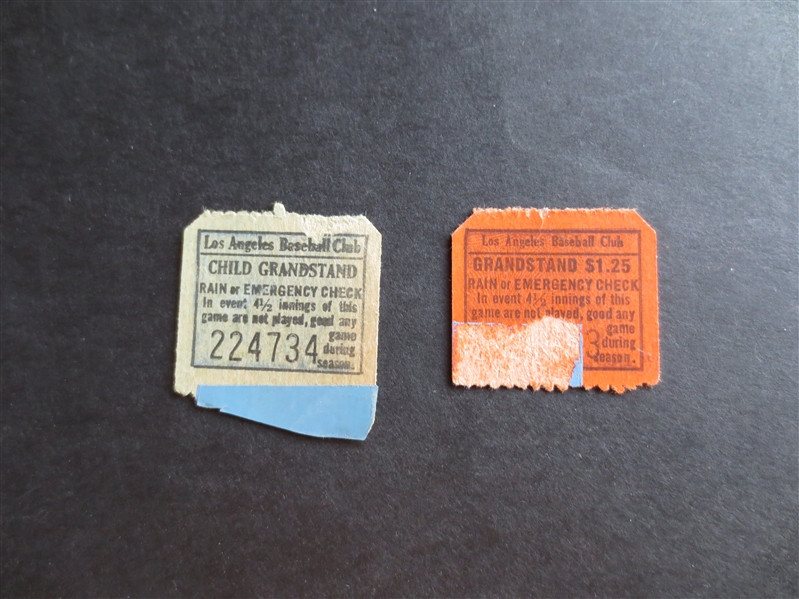 Los Angeles Baseball Club
CHILD GRANDSTAND
RAIN or EMERGENCY CHECK
In event 4½ innings of this
game are not played, good any
game
224734 during
season.
Los Angeles Baseball Club
GRANDSTAND $1.25
RAIN or EMERGENCY CHECK
In event 4½ innings of this
game are not played, good any
game
3 during
season.